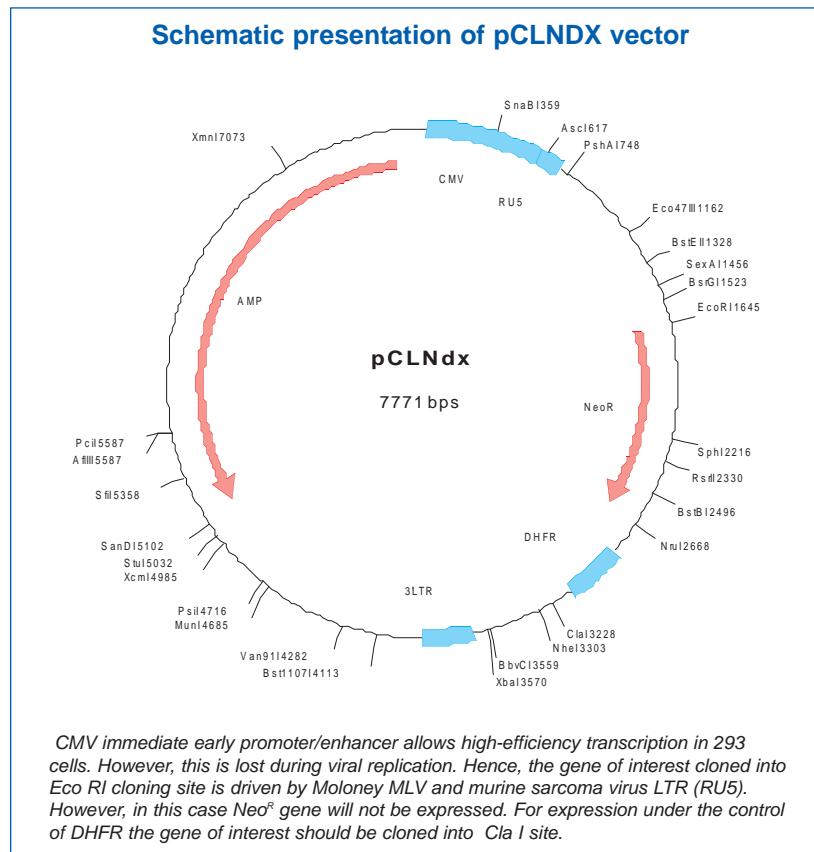 Schematic presentation of pCLNDX vector
SnaBI359
AscI617
PshAI748
XmnI7073
CMV
RU5
Eco47III1162
BstEII1328
SexAI1456
BsrGI1523
EcoRI1645
AMP
pCLNdx
7771 bps
NeoR
PciI5587
AflIII5587
SfiI5358
SphI2216
RsrII2330
BstBI2496
NruI2668
SanDI5102
StuI5032
XcmI4985
DHFR
3LTR
PsiI4716
MunI4685
Van91I4282
Bst1107I4113
ClaI3228
NheI3303
BbvCI3559
XbaI3570
CMV immediate early promoter/enhancer allows high-efficiency transcription in 293
cells. However, this is lost during viral replication. Hence, the gene of interest cloned into
Eco RI cloning site is driven by Moloney MLV and murine sarcoma virus LTR (RU5).
However, in this case Neoᴿ gene will not be expressed. For expression under the control
of DHFR the gene of interest should be cloned into Cla I site.